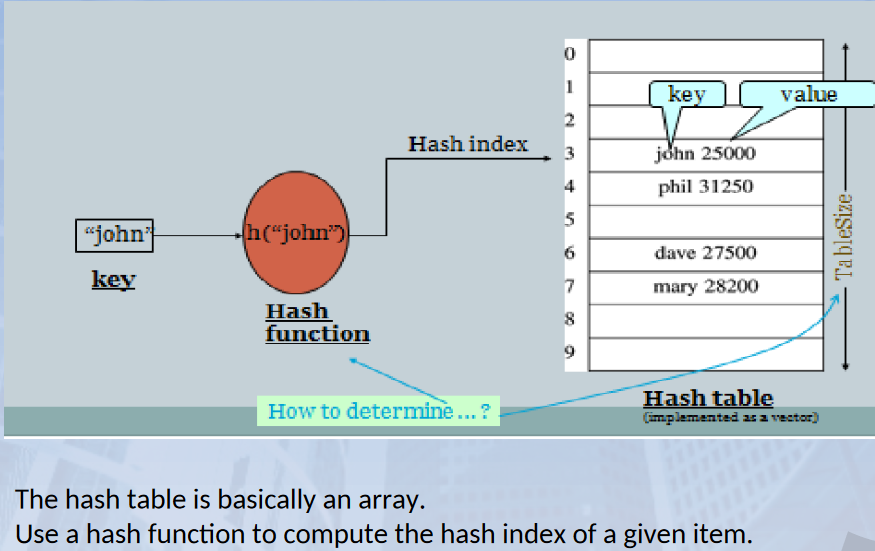 0
1
key value
2
Hash index
3 john 25000
4 phil 31250
5
"john"
h("john")
6 dave 27500
key
7 mary 28200
Hash
function
8
9
TableSize
How to determine ... ?
Hash table
(implemented as a vector)
The hash table is basically an array.
Use a hash function to compute the hash index of a given item.